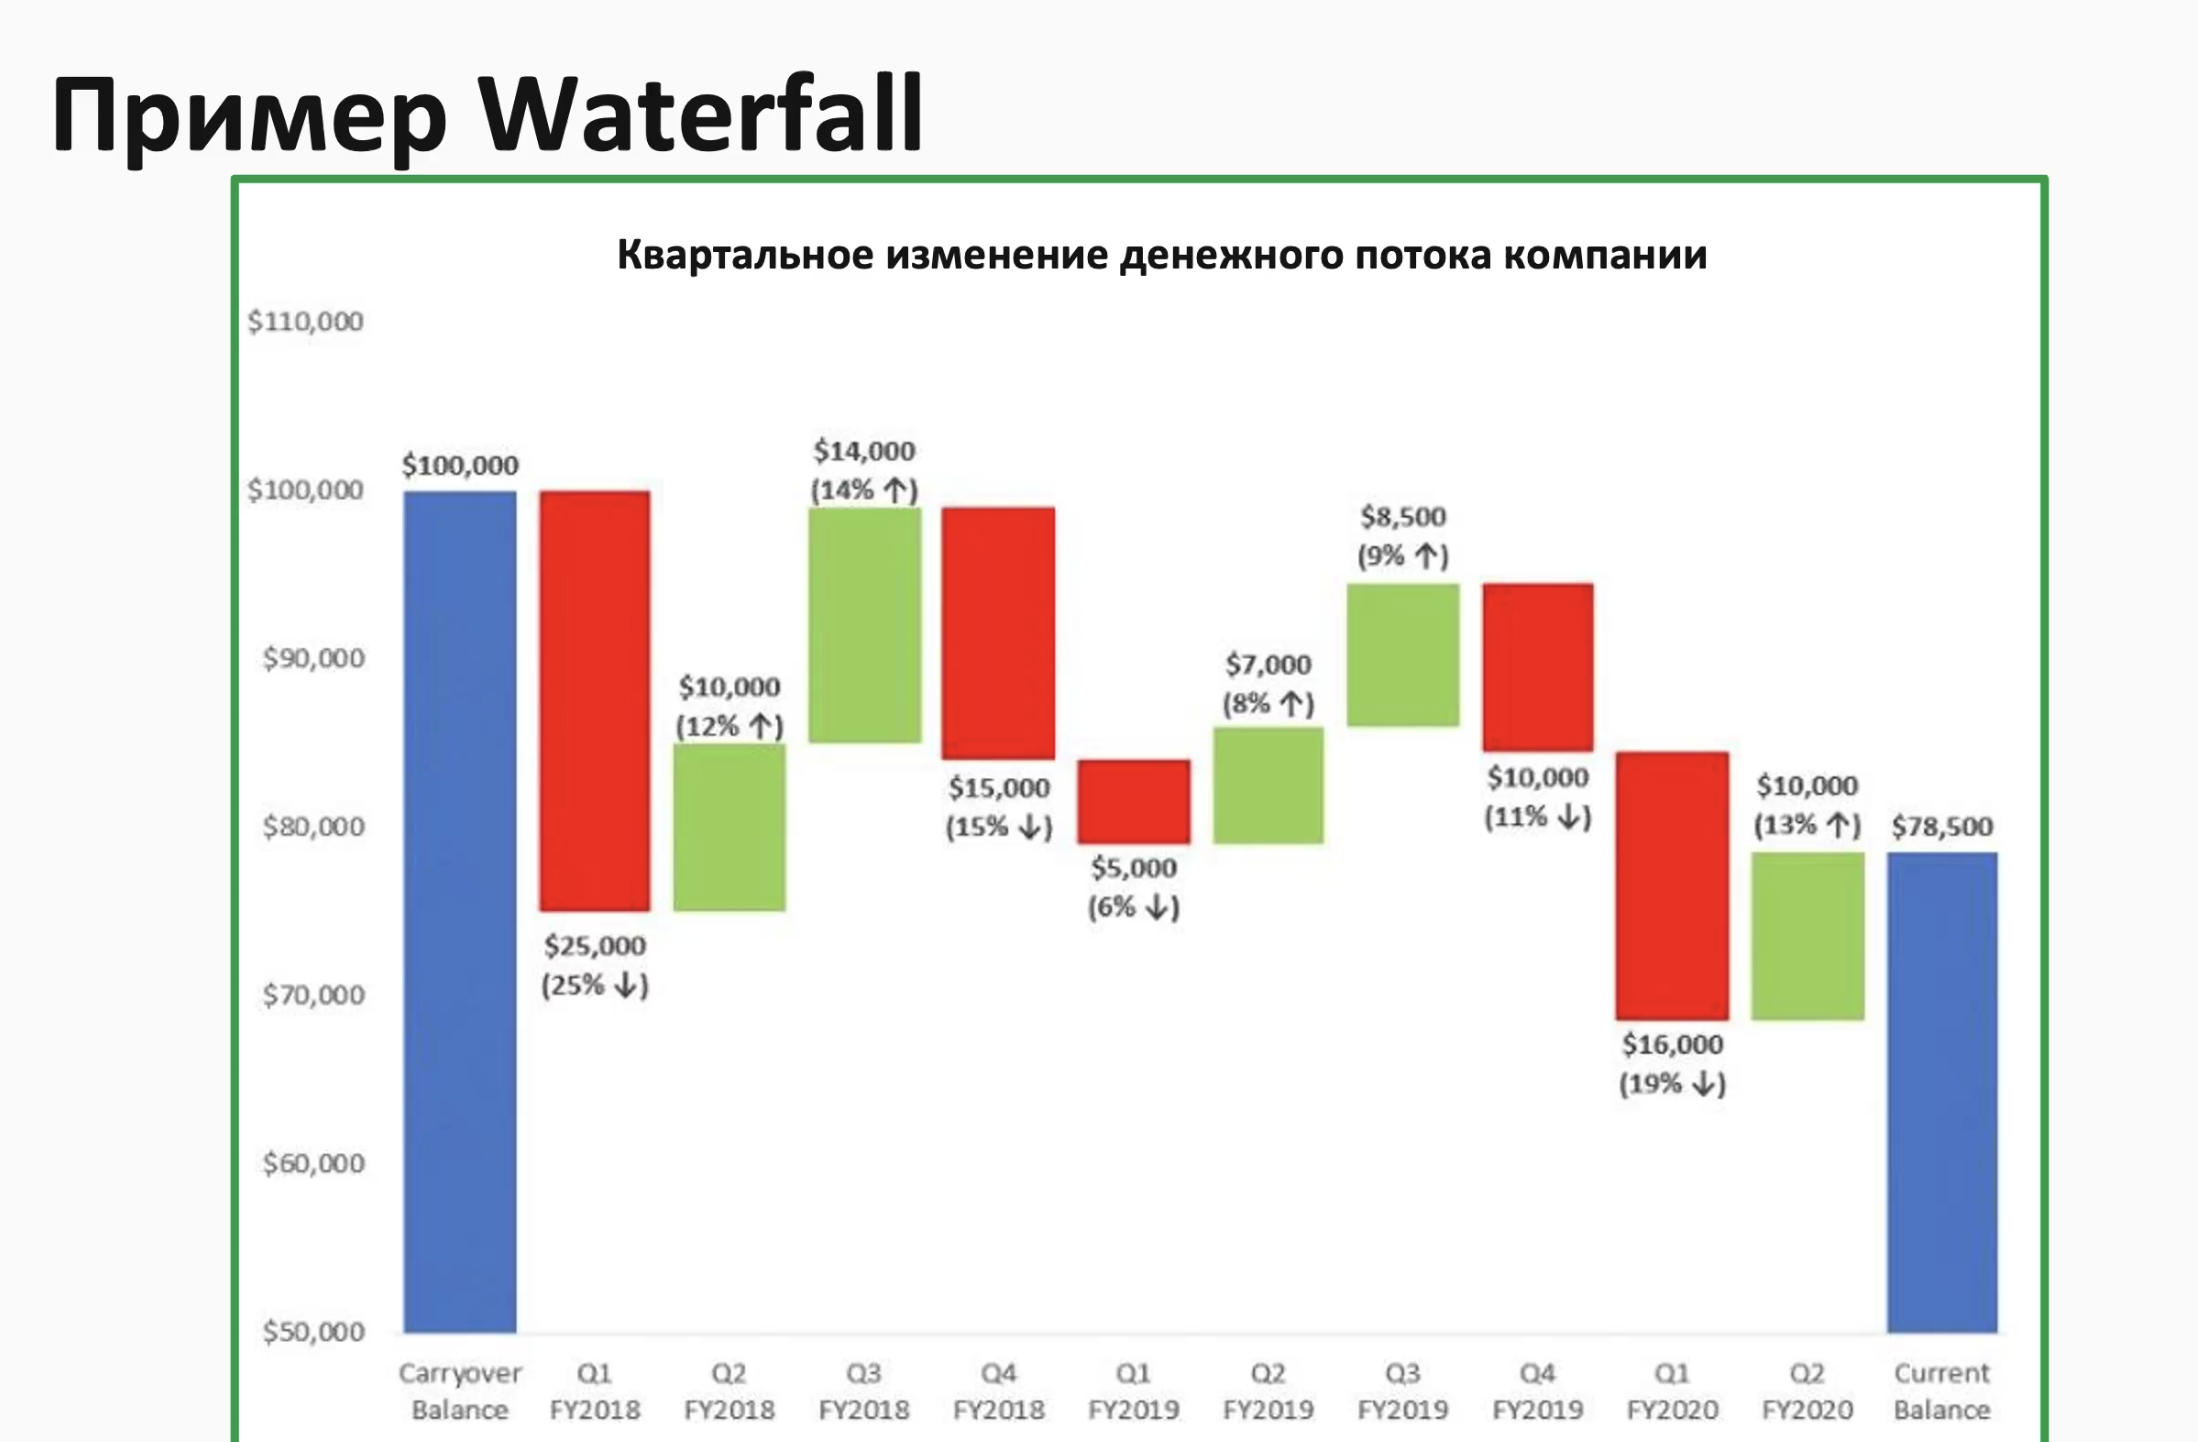 Пример Waterfall
Квартальное изменение денежного потока компании
$110,000
$100,000
$90,000
$80,000
$70,000
$60,000
$50,000
$100,000
$25,000
(25% ↓)
$10,000
(12% ↑)
$14,000
(14% ↑)
$15,000
(15% ↓)
$5,000
(6% ↓)
$7,000
(8% ↑)
$8,500
(9% ↑)
$10,000
(11% ↓)
$16,000
(19% ↓)
$10,000
(13% ↑)
$78,500
Carryover
Balance
Q1
FY2018
Q2
FY2018
Q3
FY2018
Q4
FY2018
Q1
FY2019
Q2
FY2019
Q3
FY2019
Q4
FY2019
Q1
FY2020
Q2
FY2020
Current
Balance